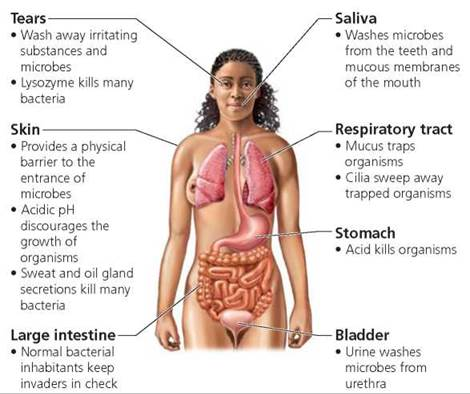 Tears
• Wash away irritating
substances and
microbes
• Lysozyme kills many
bacteria
Skin
• Provides a physical
barrier to the
entrance of
microbes
• Acidic pH
discourages the
growth of
organisms
• Sweat and oil gland
secretions kill many
bacteria
Large intestine
• Normal bacterial
inhabitants keep
invaders in check
Saliva
• Washes microbes
from the teeth and
mucous membranes
of the mouth
Respiratory tract
• Mucus traps
organisms
• Cilia sweep away
trapped organisms
Stomach
• Acid kills organisms
Bladder
• Urine washes
microbes from
urethra